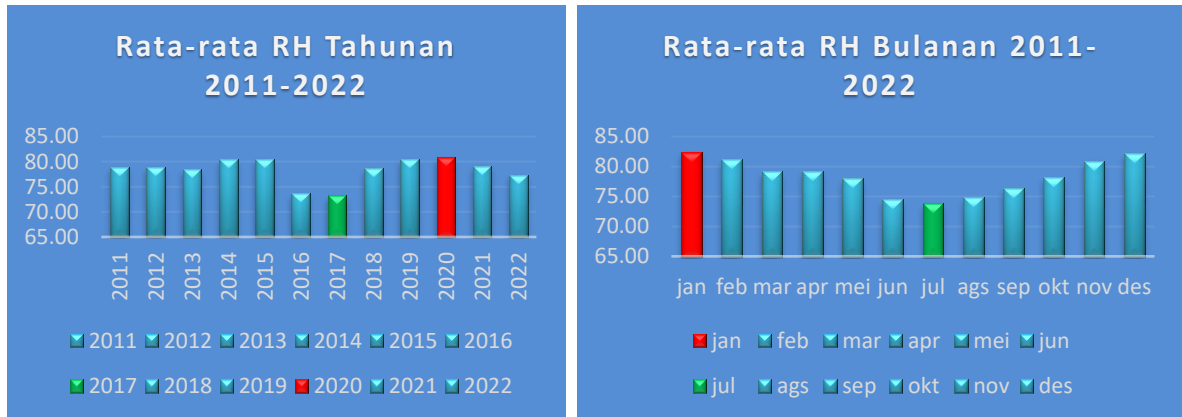 Rata-rata RH Tahunan
2011-2022
85.00
80.00
75.00
70.00
65.00
2011 2012 2013 2014 2015 2016 2017 2018 2019 2020 2021 2022
2011 2012 2013 2014 2015 2016
2017 2018 2019 2020 2021 2022
Rata-rata RH Bulanan 2011-
2022
85.00
80.00
75.00
70.00
65.00
jan feb mar apr mei jun jul ags sep okt nov des
jan feb mar apr mei jun
jul ags sep okt nov des